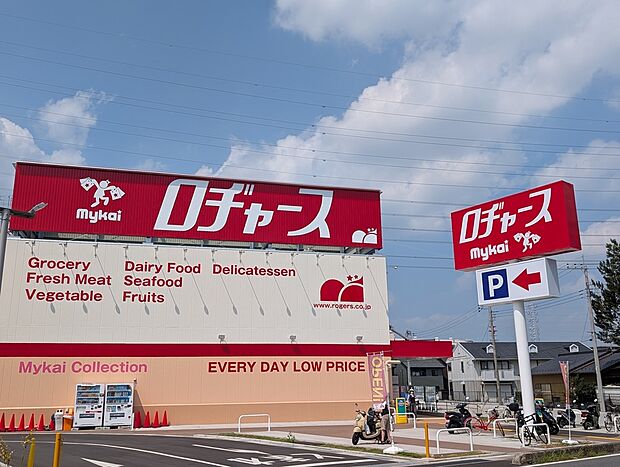 Mykai
ロヂャース
ロヂャース
Mykai
P
Grocery Dairy Food Delicatessen
Fresh Meat Seafood
Vegetable Fruits
www.rogers.co.jp
Mykai Collection
EVERY DAY LOW PRICE
OPEN